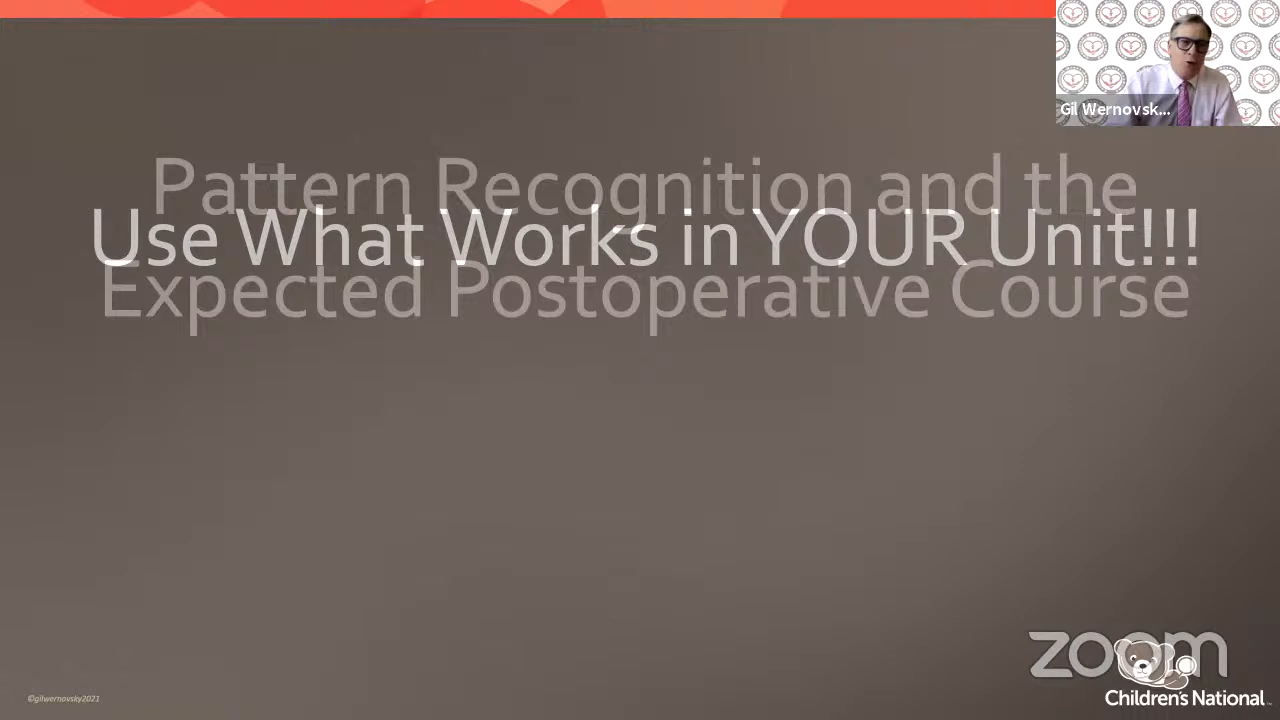 Gil Wernovsk...
Pattern Recognition and the
Use What Works in YOUR Unit!!!
Expected Postoperative Course
zoom
Children's National
©gilwernovsky2021